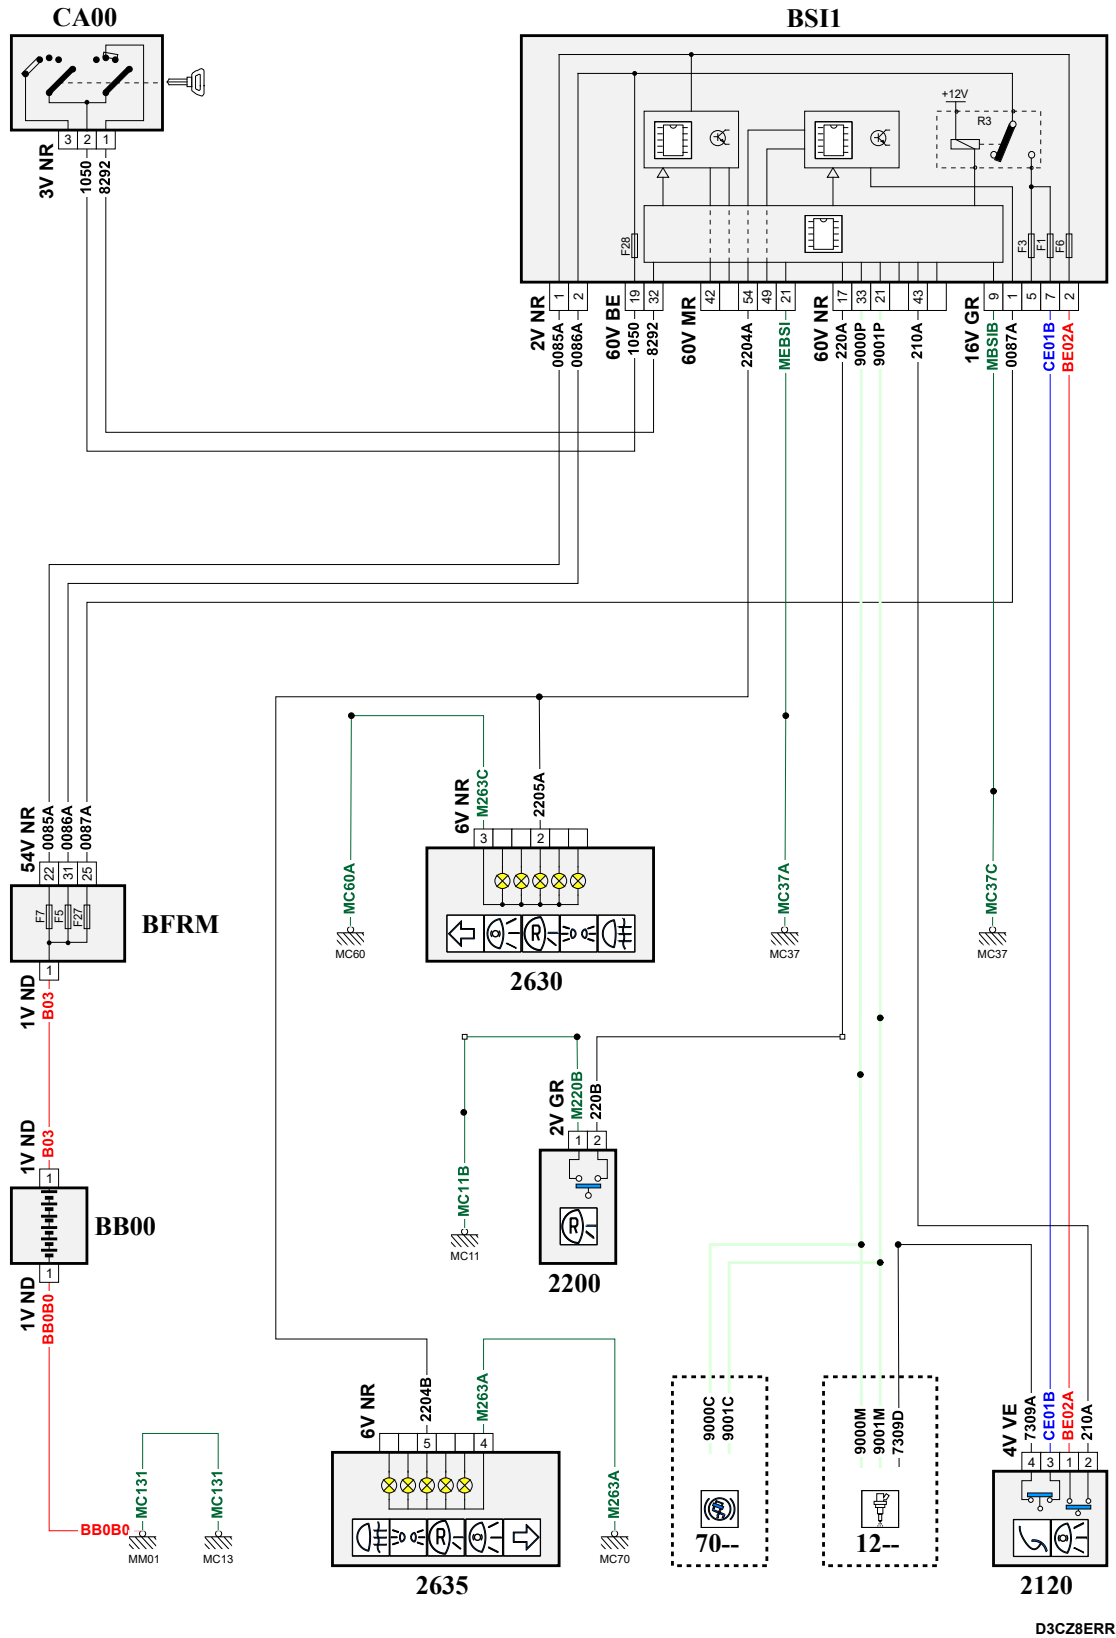 CA00
BSI1
+12V
R3
F28
F3
F1
F6
3 2 1
3V NR
1050
8292
1 2
19 32
42 54 49 21
17 33 21 43
9 1 5 7 2
2V NR
0085A
0086A
60V BE
1050
8292
60V MR
2204A
MEBSI
60V NR
220A
9000P
9001P
210A
16V GR
MBSIB
0087A
CE01B
BE02A
54V NR
0085A
0086A
0087A
22 31 25
F7
F5
F27
BFRM
1
1V ND
B03
6V NR
M263C
2205A
3 2
R
2630
MC60A
MC60
MC37A
MC37
MC37C
MC37
1V ND
B03
1
BB00
1
1V ND
BB0B0
2V GR
M220B
220B
1 2
R
2200
MC11B
MC11
6V NR
2204B
M263A
5 4
R
2635
M263A
MC70
MC131
MC131
BB0B0
MM01
MC13
9000C
9001C
70--
9000M
9001M
7309D
12--
4V VE
7309A
CE01B
BE02A
210A
4 3 1 2
2120
D3CZ8ERR